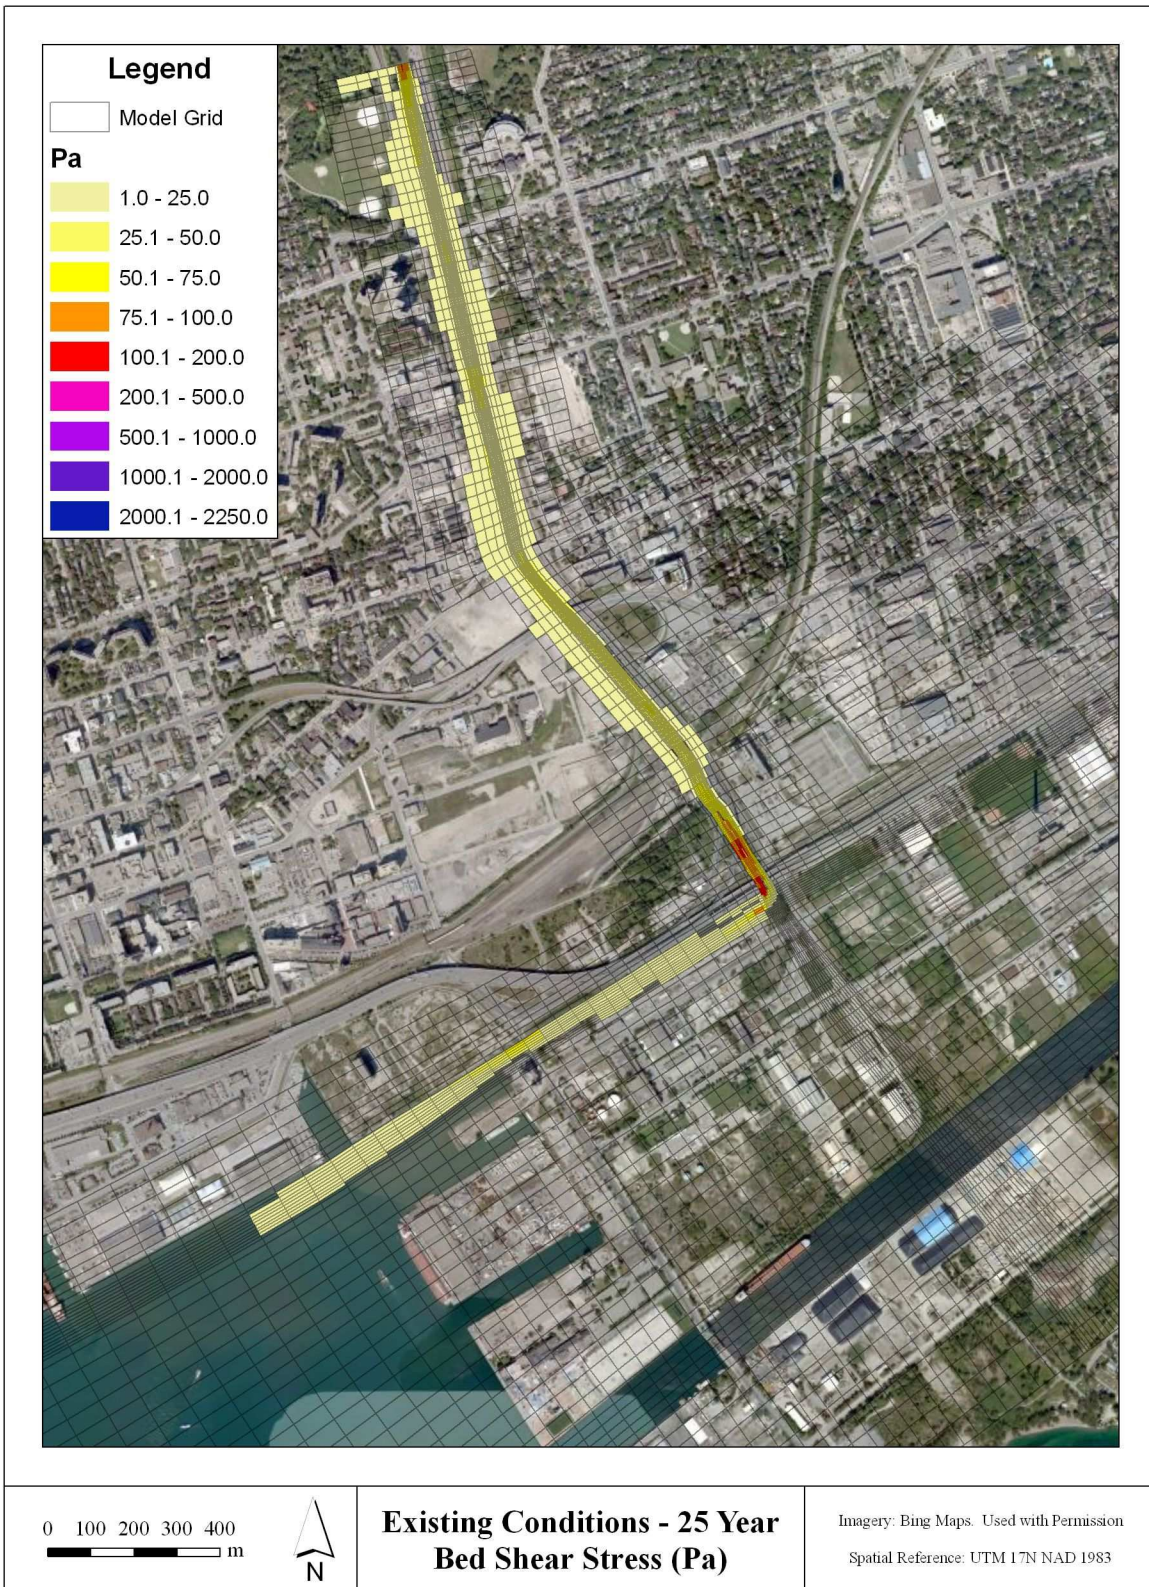 Legend
Model Grid
Pa
1.0 - 25.0
25.1 - 50.0
50.1 - 75.0
75.1 - 100.0
100.1 - 200.0
200.1 - 500.0
500.1 - 1000.0
1000.1 - 2000.0
2000.1 - 2250.0
0 100 200 300 400
m
N
Existing Conditions - 25 Year
Bed Shear Stress (Pa)
Imagery: Bing Maps. Used with Permission
Spatial Reference: UTM 17N NAD 1983